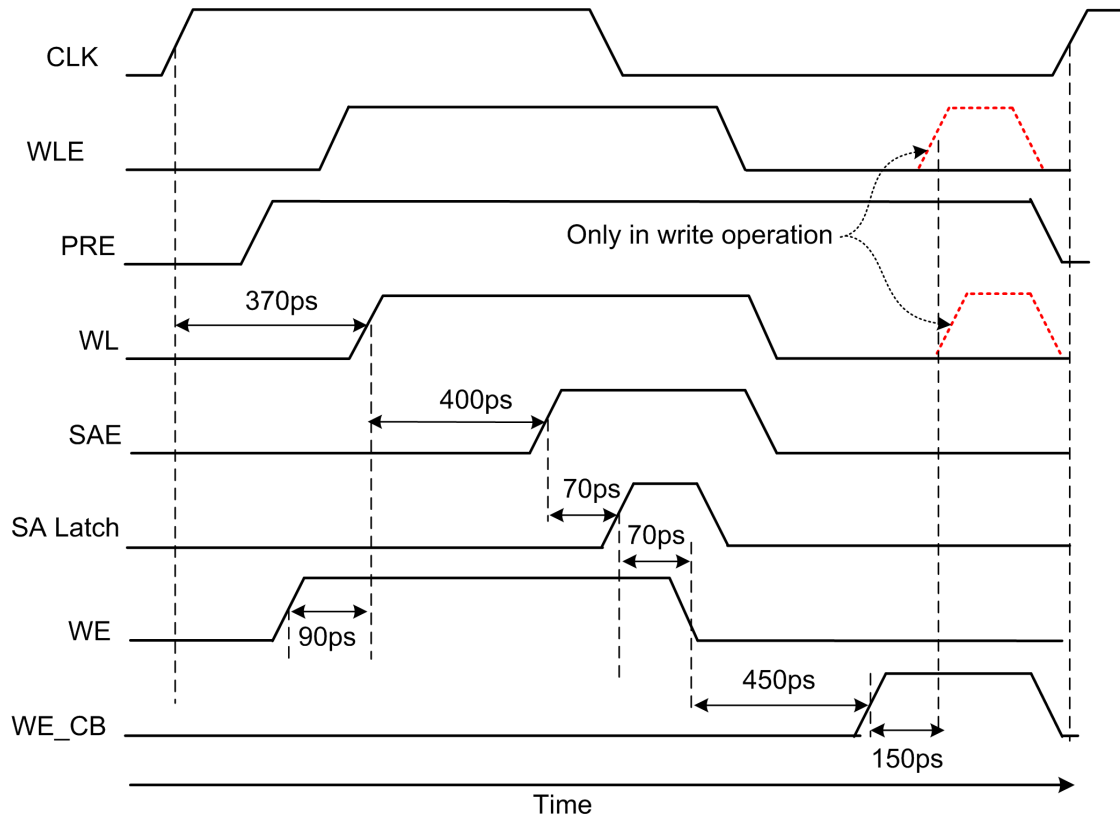 CLK
WLE
PRE
Only in write operation
370ps
WL
400ps
SAE
70ps
SA Latch
70ps
WE
90ps
450ps
WE_CB
150ps
Time